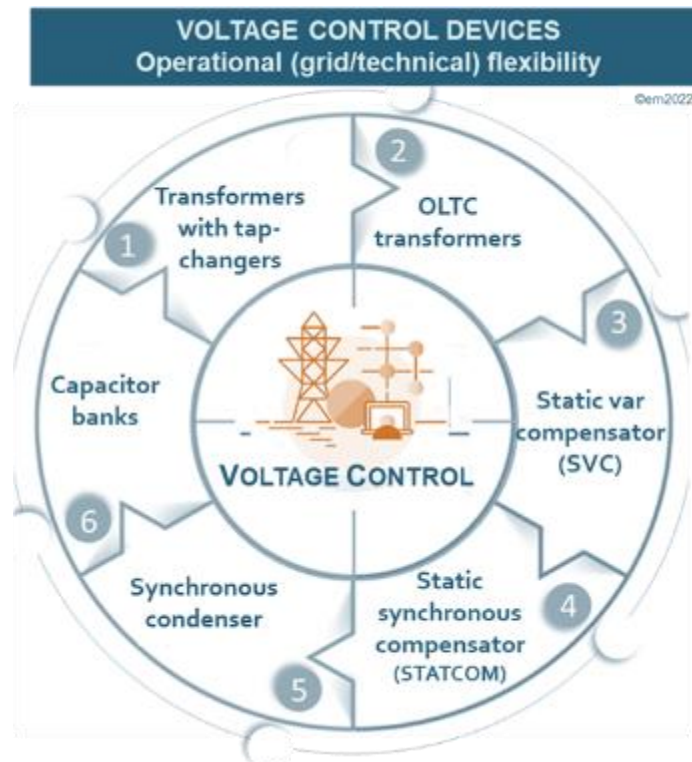 VOLTAGE CONTROL DEVICES
Operational (grid/technical) flexibility
©em2022
1
Transformers
with tap-
changers
2
OLTC
transformers
3
Static var
compensator
(SVC)
4
Static
synchronous
compensator
(STATCOM)
5
Synchronous
condenser
6
Capacitor
banks
VOLTAGE CONTROL